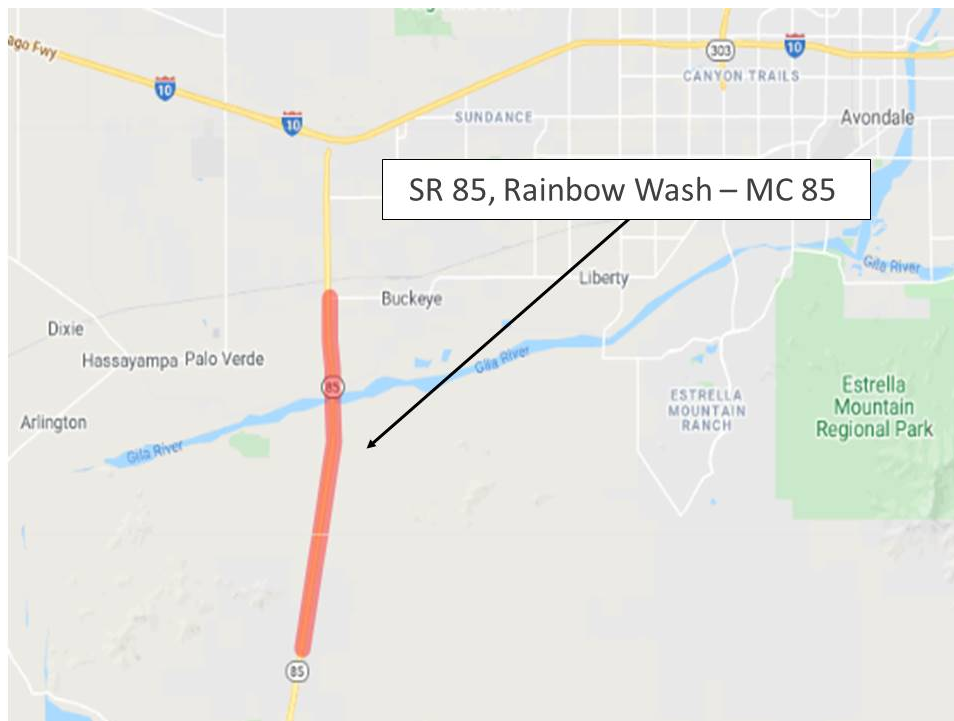 ago Fwy
10
10
303
10
CANYON TRAILS
SUNDANCE
Avondale
SR 85, Rainbow Wash – MC 85
Gila River
Liberty
Buckeye
Dixie
Hassayampa
Palo Verde
Gila River
85
ESTRELLA
MOUNTAIN
RANCH
Estrella
Mountain
Regional Park
Arlington
Gila River
85